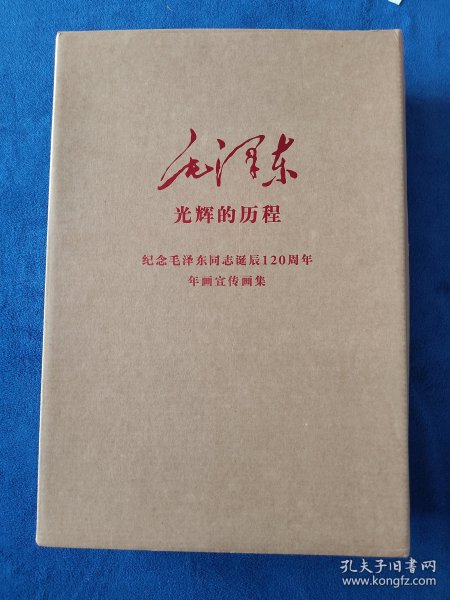 毛泽东
光辉的历程
纪念毛泽东同志诞辰120周年
年画宣传画集
孔夫子旧书网
www.kongfz.com